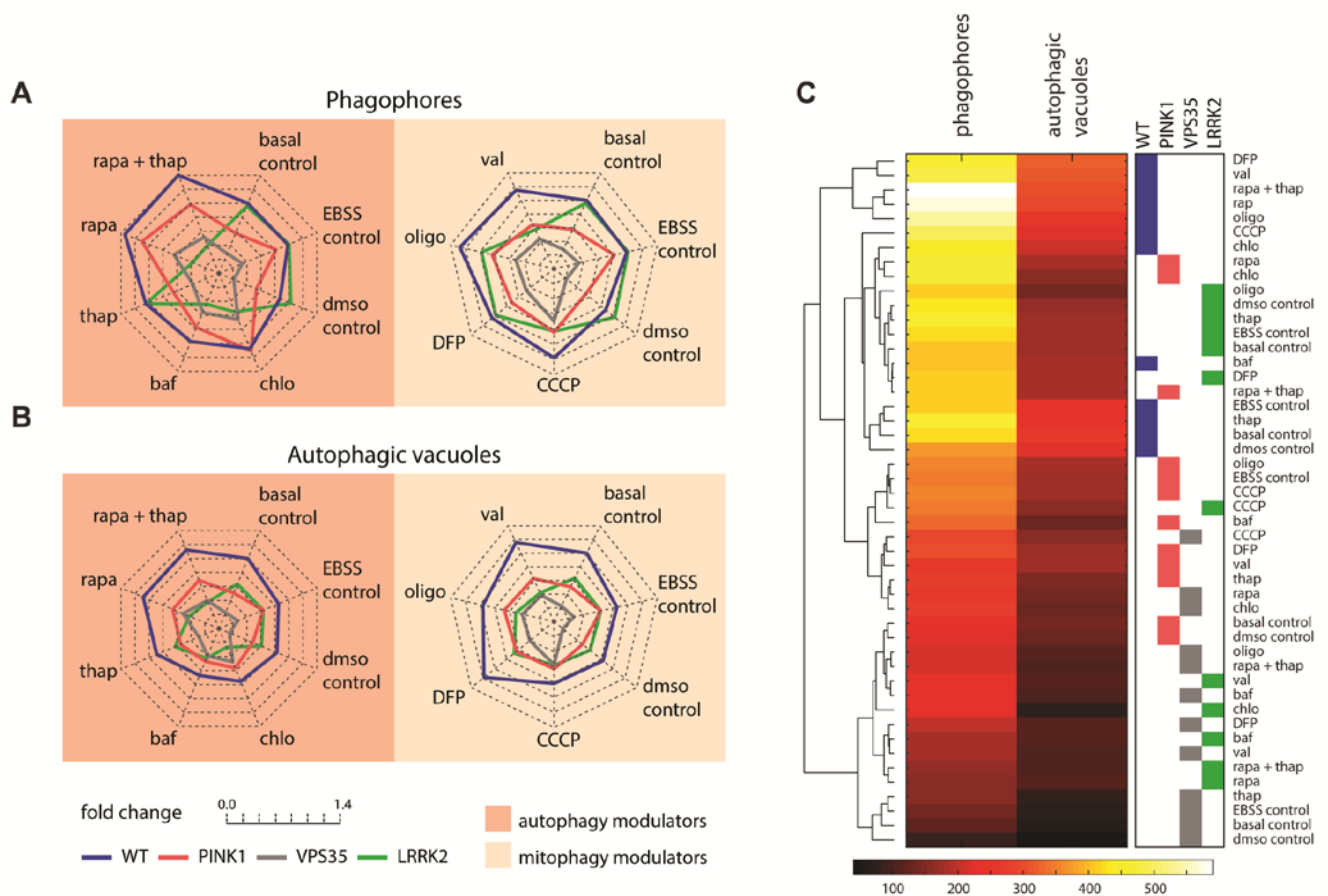 A
Phagophores
rapa + thap
basal
control
rapa
EBSS
control
thap
dmso
control
baf
chlo
val
basal
control
oligo
EBSS
control
DFP
dmso
control
CCCP
B
Autophagic vacuoles
rapa + thap
basal
control
rapa
EBSS
control
thap
dmso
control
baf
chlo
val
basal
control
oligo
EBSS
control
DFP
dmso
control
CCCP
fold change
0.0
1.4
autophagy modulators
mitophagy modulators
WT
PINK1
VPS35
LRRK2
C
phagophores
autophagic
vacuoles
WT
PINK1
VPS35
LRRK2
DFP
val
rapa + thap
rap
oligo
CCCP
chlo
rapa
chlo
oligo
dmso control
thap
EBSS control
basal control
baf
DFP
rapa + thap
EBSS control
thap
basal control
dmos control
oligo
EBSS control
CCCP
CCCP
baf
CCCP
DFP
val
thap
rapa
chlo
basal control
dmso control
oligo
rapa + thap
val
baf
chlo
DFP
baf
val
rapa + thap
rapa
thap
EBSS control
basal control
dmso control
100
200
300
400
500